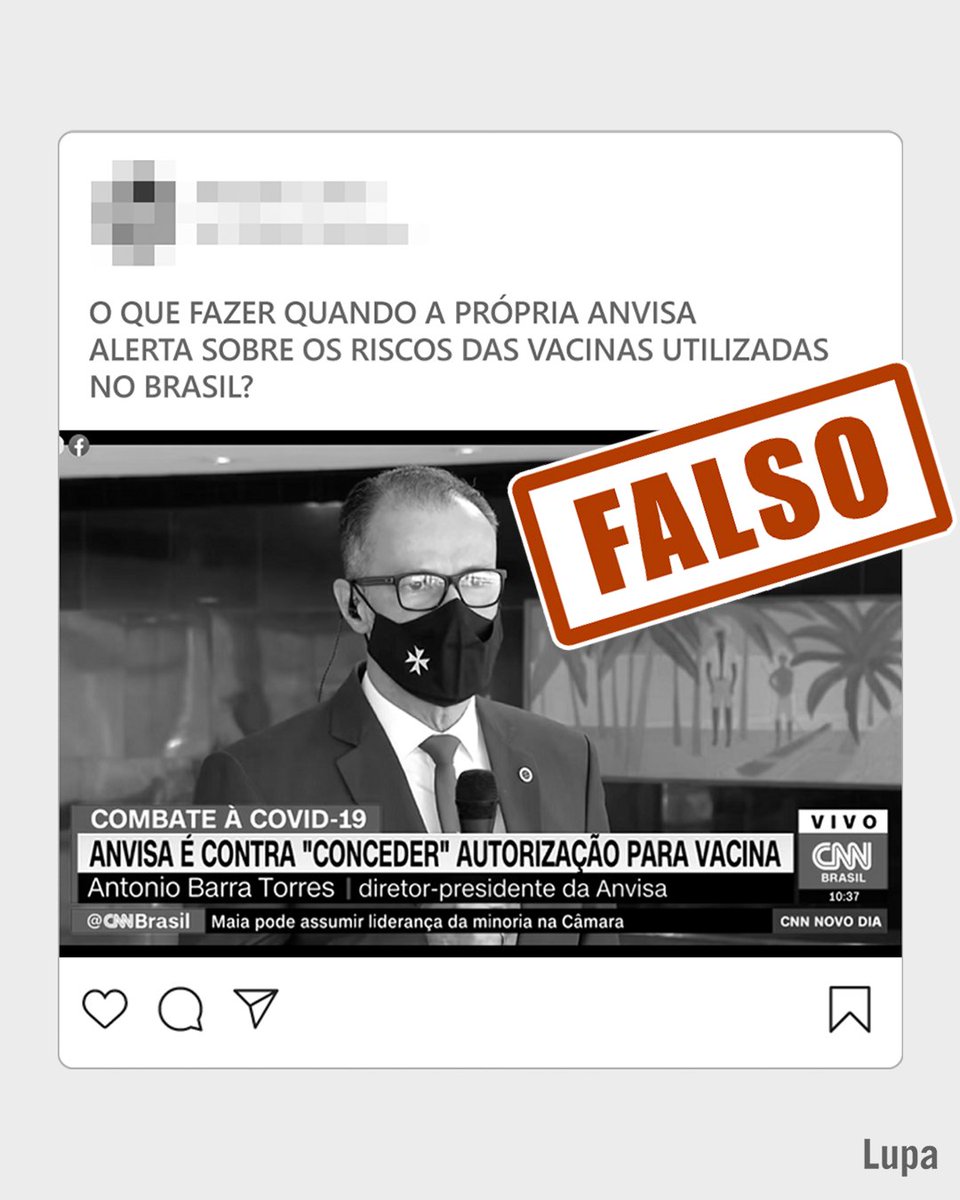 O QUE FAZER QUANDO A PRÓPRIA ANVISA
ALERTA SOBRE OS RISCOS DAS VACINAS UTILIZADAS
NO BRASIL?
FALSO
COMBATE À COVID-19
ANVISA É CONTRA "CONCEDER" AUTORIZAÇÃO PARA VACINA
Antonio Barra Torres | diretor-presidente da Anvisa
@CNNBrasil Maia pode assumir liderança da minoria na Câmara
VIVO
CNN
BRASIL
10:37
CNN NOVO DIA
Lupa